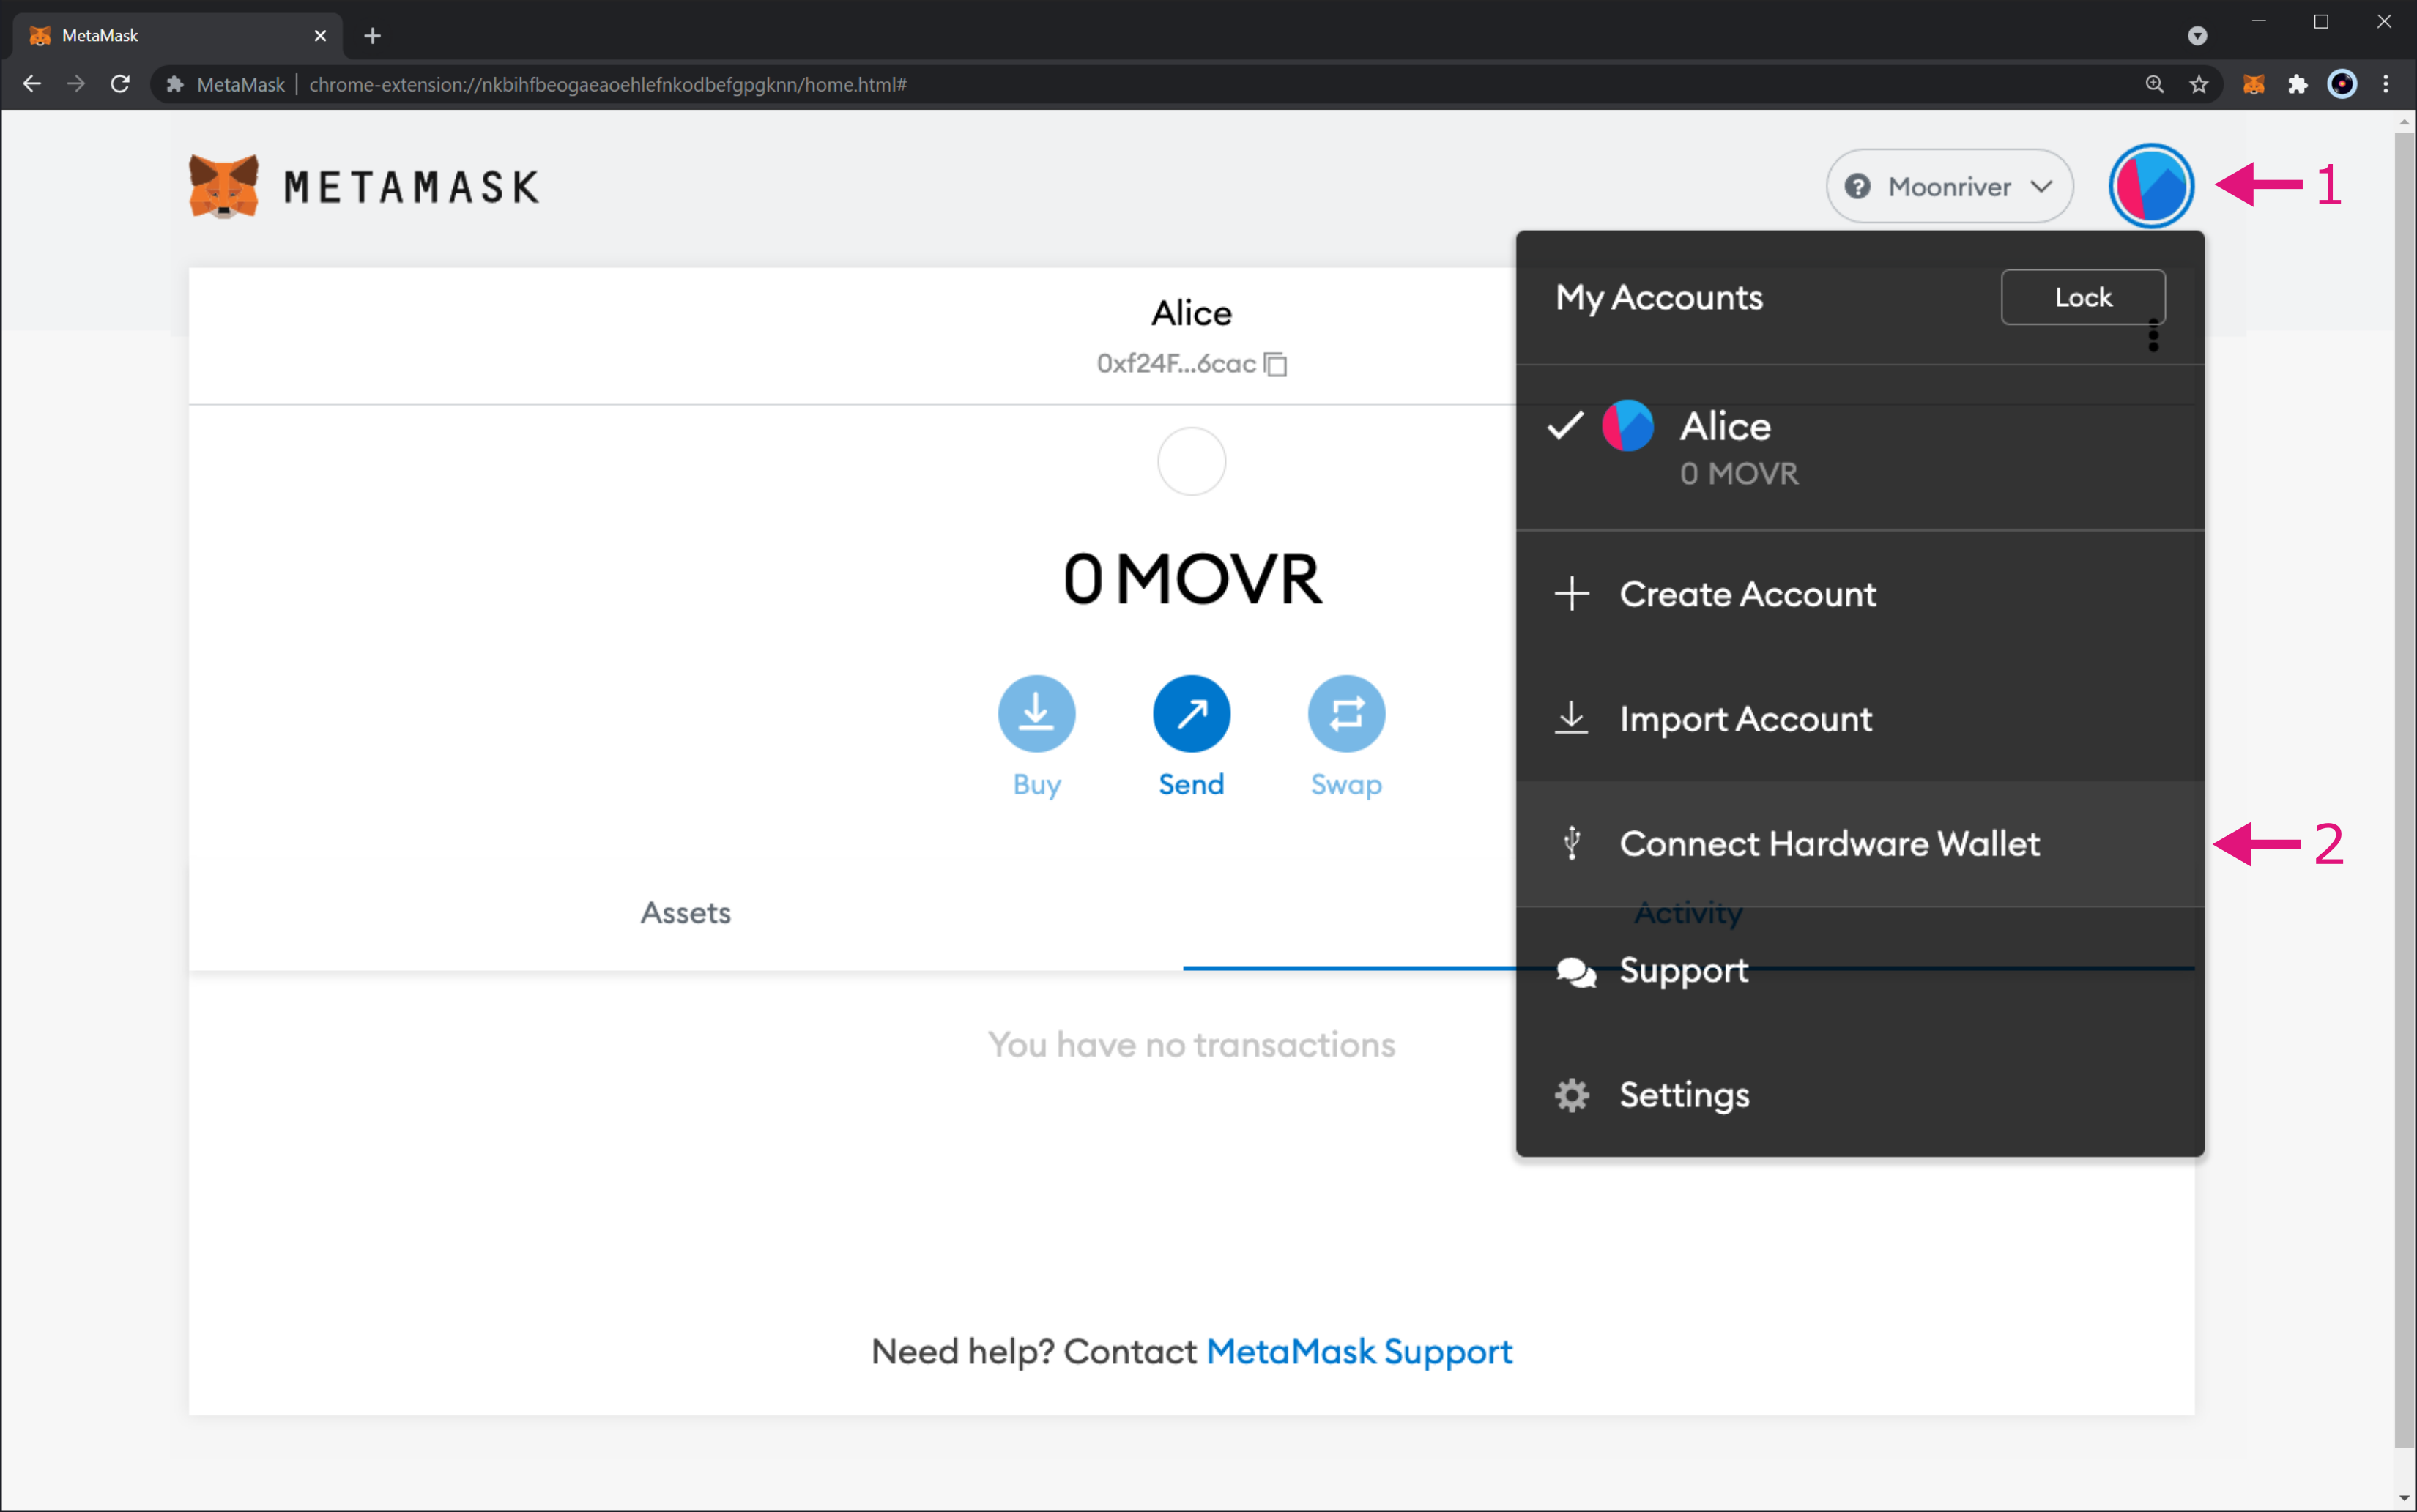 MetaMask
MetaMask | chrome-extension://nkbihfbeogaeaoehlefnkodbefgpgknn/home.html#
METAMASK
Moonriver
1
Alice
0xf24F...6cac
0 MOVR
Buy
Send
Swap
Assets
Activity
You have no transactions
Need help? Contact MetaMask Support
My Accounts
Lock
Alice
0 MOVR
Create Account
Import Account
Connect Hardware Wallet
2
Support
Settings